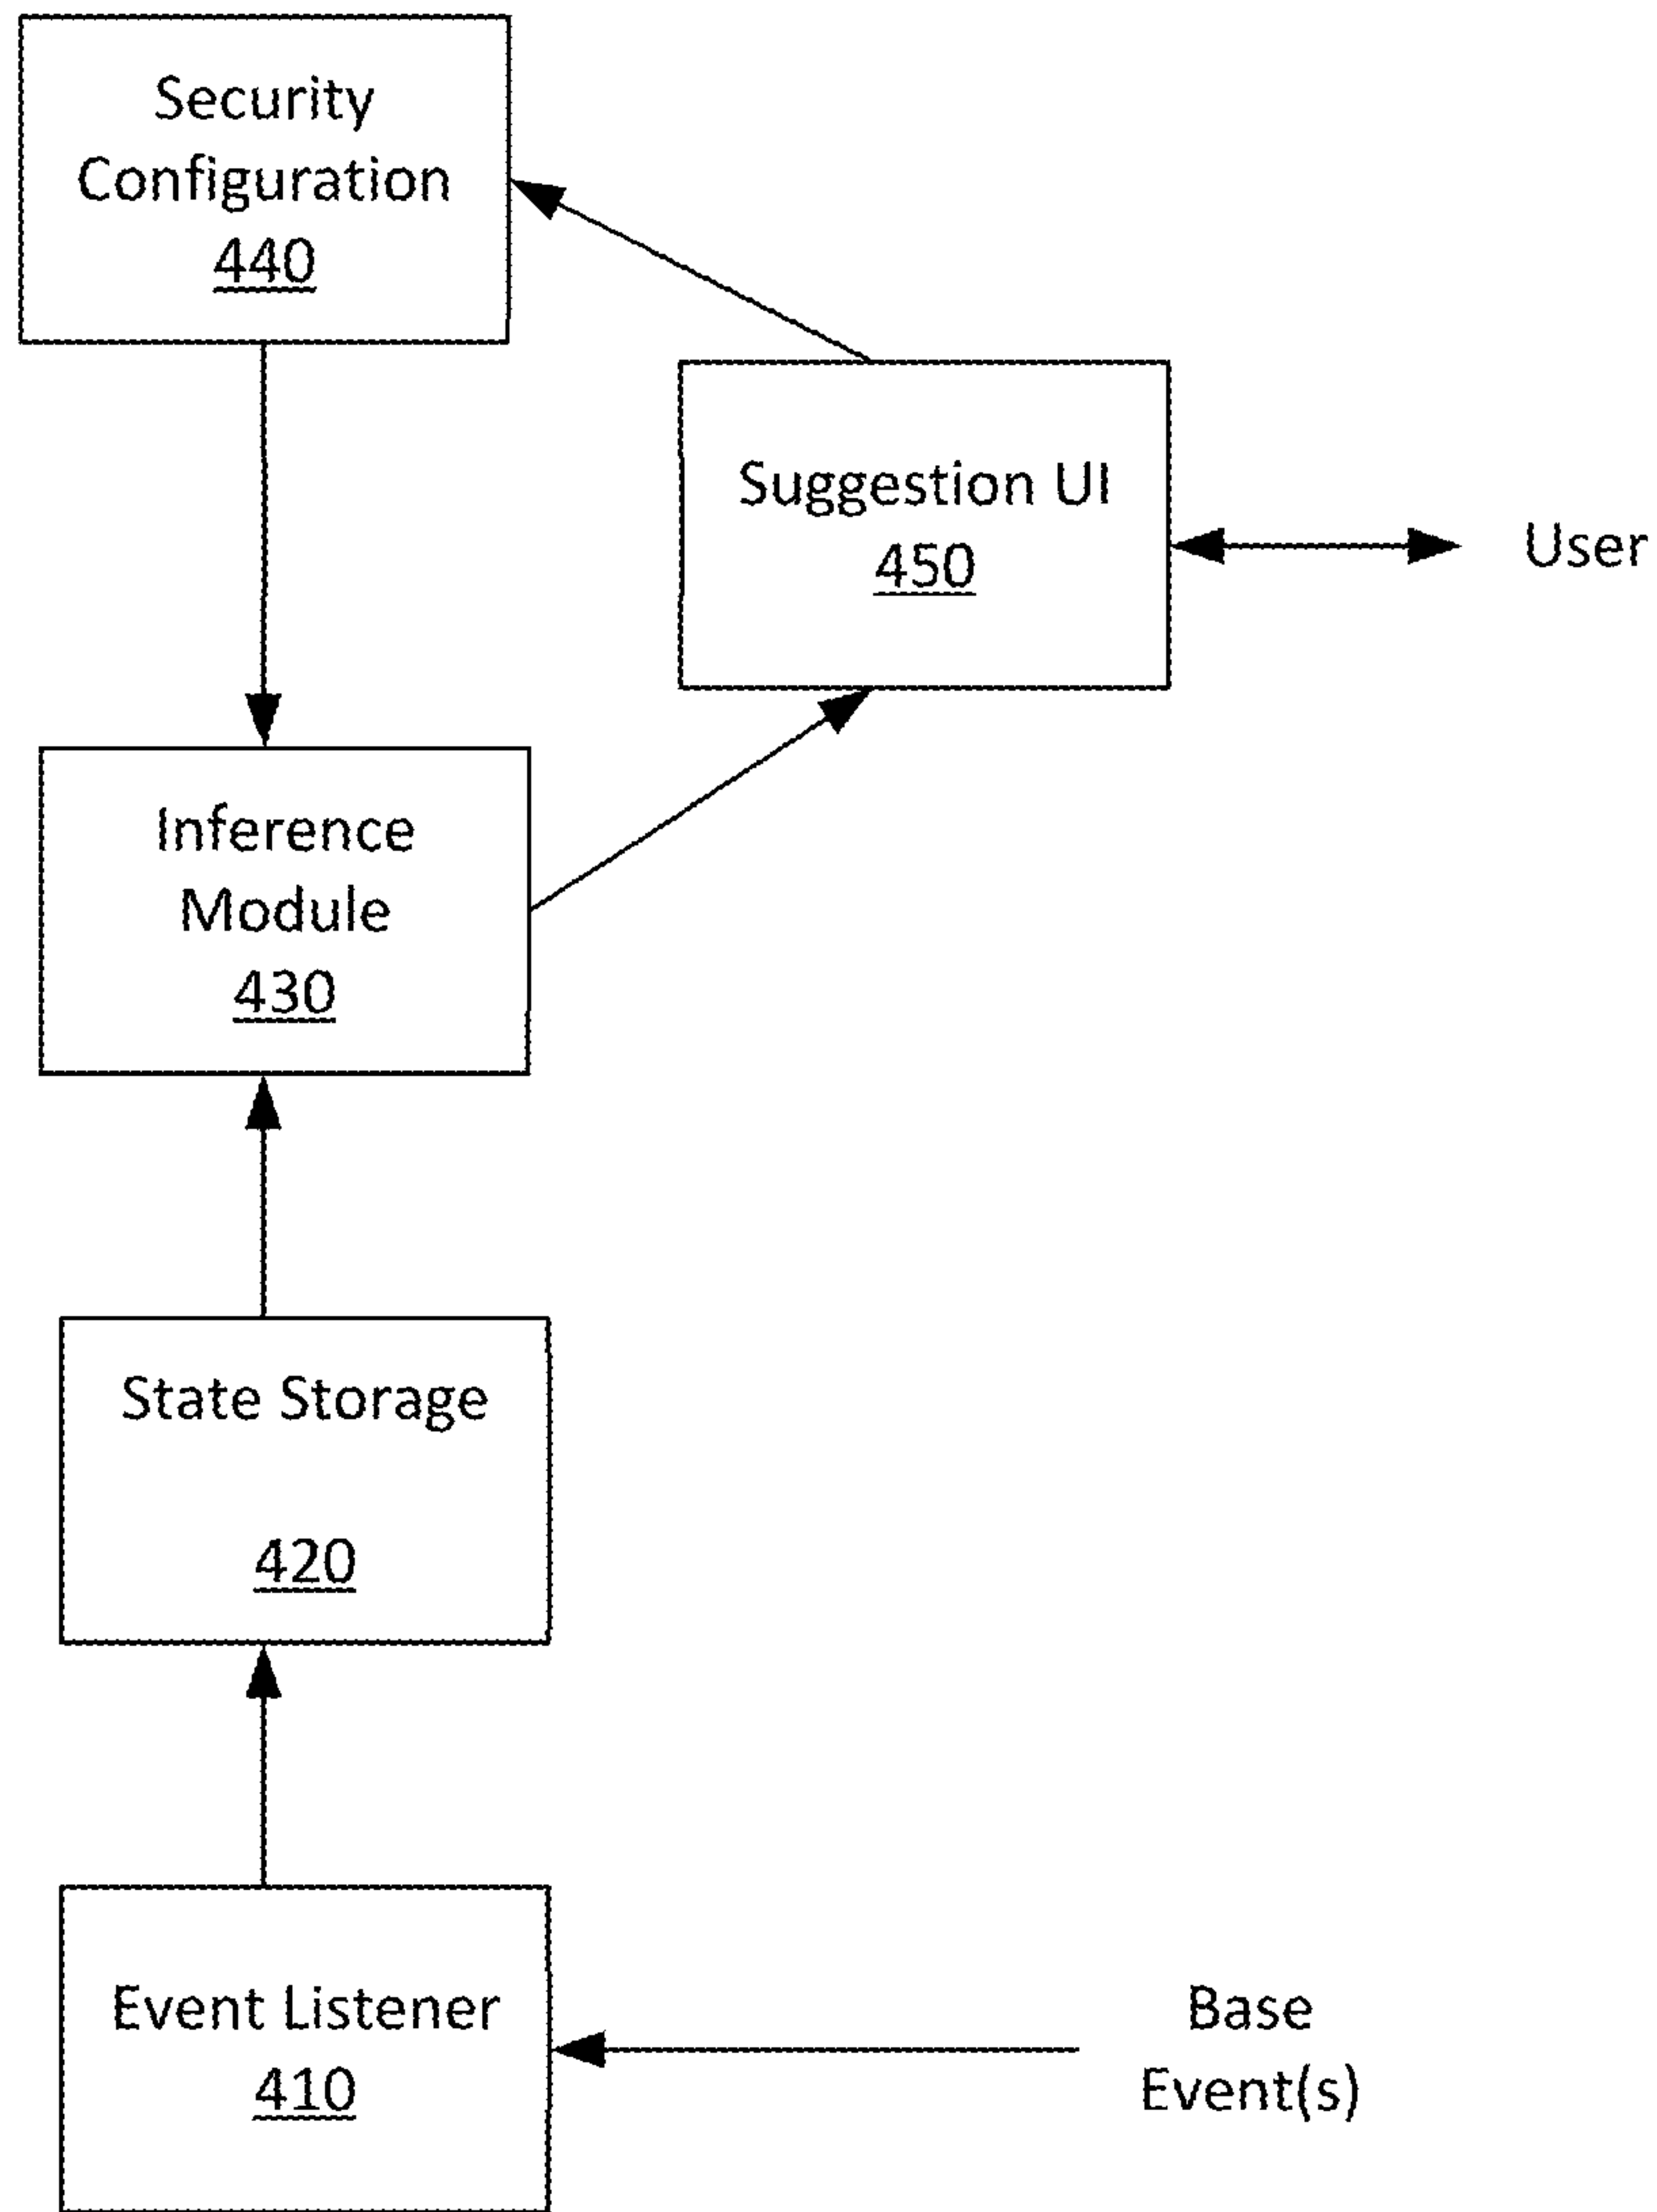 Security
Configuration
440
Suggestion UI
450
User
Inference
Module
430
State Storage
420
Event Listener
410
Base
Event(s)